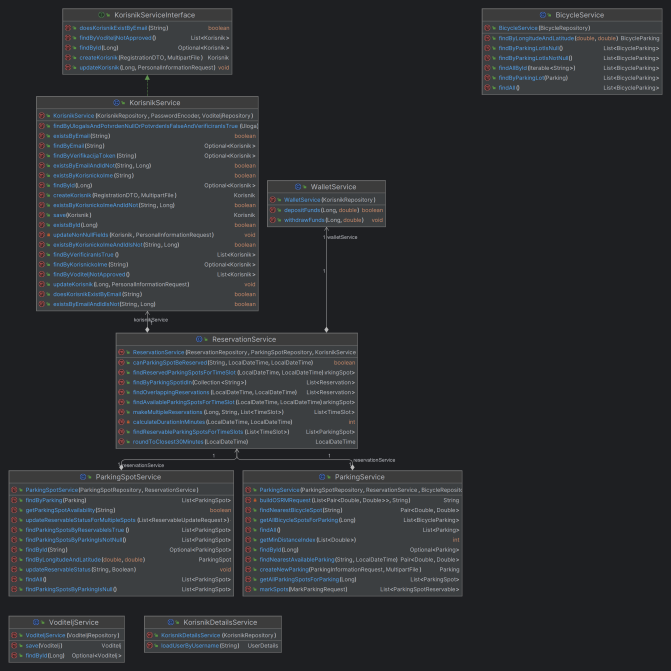 KorisnikServiceInterface
doesKorisnikExistByEmail(String) boolean
findByVoditeljNotApproved() List<Korisnik>
findById(Long) Optional<Korisnik>
createKorisnik(RegistrationDTO, MultipartFile) Korisnik
updateKorisnik(Long, PersonalInformationRequest) void
BicycleService
BicycleService(BicycleRepository)
findByLongitudeAndLatitude(double, double) BicycleParking
findByParkingLotIsNull() List<BicycleParking>
findByParkingLotIsNotNull() List<BicycleParking>
findAllById(Iterable<String>) List<BicycleParking>
findByParkingLot(Parking) List<BicycleParking>
findAll() List<BicycleParking>
KorisnikService
KorisnikService(KorisnikRepository, PasswordEncoder, VoditeljRepository)
findByUlogaIsAndPotvrdenNullOrPotvrdenIsFalseAndVerificiranIsTrue(Uloga)
existsByEmail(String) boolean
findByEmail(String) Optional<Korisnik>
findByVerifikacijaToken(String) Optional<Korisnik>
existsByEmailAndIdNot(String, Long) boolean
existsByKorisnickoIme(String) boolean
findById(Long) Optional<Korisnik>
createKorisnik(RegistrationDTO, MultipartFile) Korisnik
existsByKorisnickoImeAndIdNot(String, Long) boolean
save(Korisnik) Korisnik
existsById(Long) boolean
updateNonNullFields(Korisnik, PersonalInformationRequest) void
existsByKorisnickoImeAndIdIsNot(String, Long) boolean
findByVerificiranIsTrue() List<Korisnik>
findByKorisnickoIme(String) Optional<Korisnik>
findByVoditeljNotApproved() List<Korisnik>
updateKorisnik(Long, PersonalInformationRequest) void
doesKorisnikExistByEmail(String) boolean
existsByEmailAndIdIsNot(String, Long) boolean
WalletService
WalletService(KorisnikRepository)
depositFunds(Long, double) boolean
withdrawFunds(Long, double) void
1 walletService
1
korisnikService
ReservationService
ReservationService(ReservationRepository, ParkingSpotRepository, KorisnikService
canParkingSpotBeReserved(String, LocalDateTime, LocalDateTime) boolean
findReservedParkingSpotsForTimeSlot(LocalDateTime, LocalDateTime) arkingSpot>
findByParkingSpotIdIn(Collection<String>) List<Reservation>
findOverlappingReservations(LocalDateTime, LocalDateTime) List<Reservation>
findAvailableParkingSpotsForTimeSlot(LocalDateTime, LocalDateTime) arkingSpot>
makeMultipleReservations(Long, String, List<TimeSlot>) List<TimeSlot>
calculateDurationInMinutes(LocalDateTime, LocalDateTime) int
findReservableParkingSpotsForTimeSlots(List<TimeSlot>) List<ParkingSpot>
roundToClosest30Minutes(LocalDateTime) LocalDateTime
1 1
reservationService
reservationService
ParkingSpotService
ParkingSpotService(ParkingSpotRepository, ReservationService)
findByParking(Parking) List<ParkingSpot>
getParkingSpotAvailability(String) boolean
updateReservableStatusForMultipleSpots(List<ReservableUpdateRequest>)
findParkingSpotsByReservableIsTrue() List<ParkingSpot>
findParkingSpotsByParkingIsNotNull() List<ParkingSpot>
findById(String) Optional<ParkingSpot>
findByLongitudeAndLatitude(double, double) ParkingSpot
updateReservableStatus(String, Boolean) void
findAll() List<ParkingSpot>
findParkingSpotsByParkingIsNull() List<ParkingSpot>
ParkingService
ParkingService(ParkingSpotRepository, ReservationService, BicycleReposit
buildOSRMRequest(List<Pair<Double, Double>>, String) String
findNearestBicycleSpot(String) Pair<Double, Double>
getAllBicycleSpotsForParking(Long) List<BicycleParking>
findAll() List<Parking>
getMinDistanceIndex(List<Double>) int
findById(Long) Optional<Parking>
findNearestAvailableParking(String, LocalDateTime) Pair<Double, Double>
createNewParking(ParkingInformationRequest, MultipartFile) Parking
getAllParkingSpotsForParking(Long) List<ParkingSpot>
markSpots(MarkParkingRequest) List<ParkingSpotReservable>
VoditeljService
VoditeljService(VoditeljRepository)
save(Voditelj) Voditelj
findById(Long) Optional<Voditelj>
KorisnikDetailsService
KorisnikDetailsService(KorisnikRepository)
loadUserByUsername(String) UserDetails